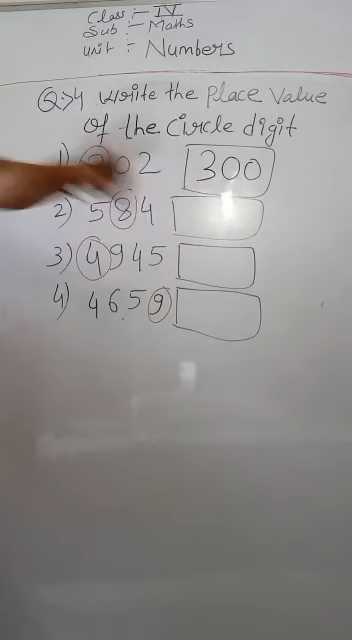 Class :- IV
Sub :- Maths
Unit :- Numbers
Q:>4 Write the Place Value
Of the Circle digit
1) 02 300
2) 584
3) 4945
4) 4659